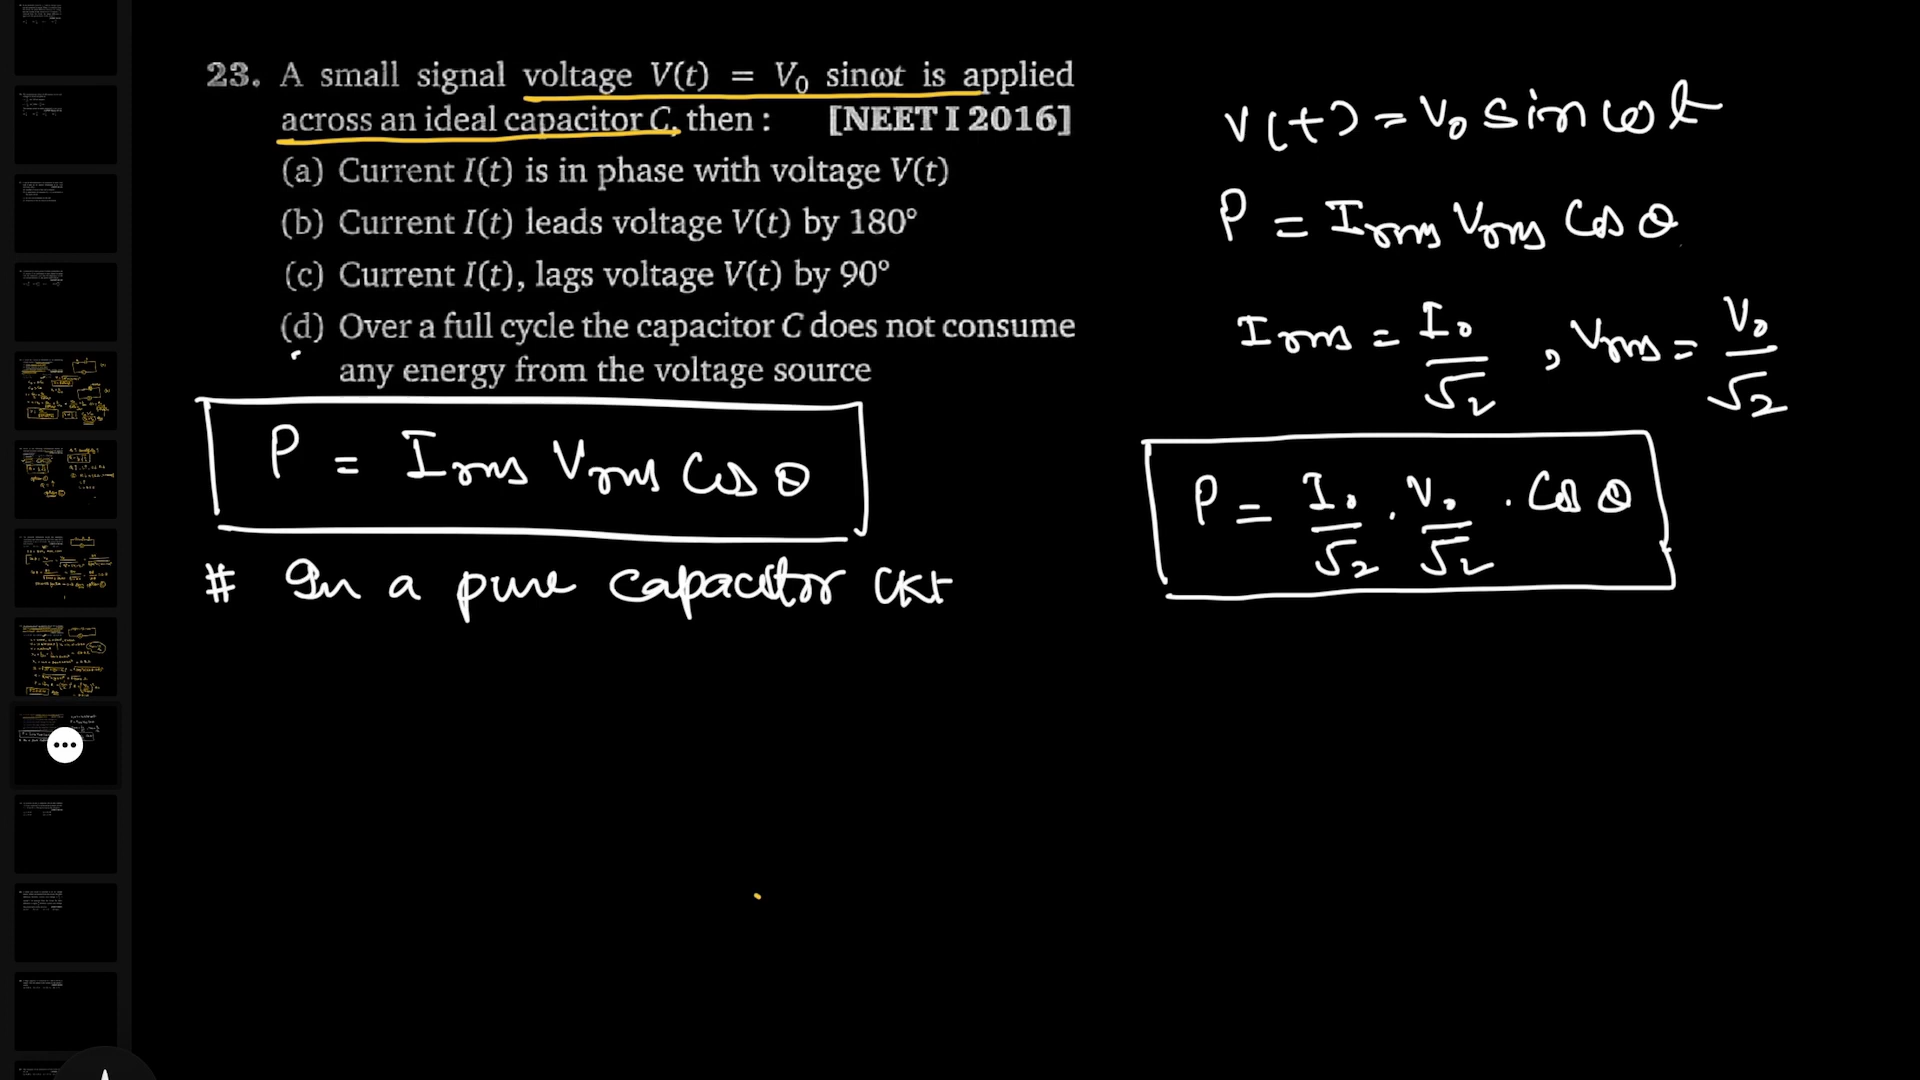 23. A small signal voltage V(t) = V₀ sinωt is applied
across an ideal capacitor C, then : [NEET I 2016]
(a) Current I(t) is in phase with voltage V(t)
(b) Current I(t) leads voltage V(t) by 180°
(c) Current I(t), lags voltage V(t) by 90°
(d) Over a full cycle the capacitor C does not consume
any energy from the voltage source
P = Irms Vrms Cos θ
# In a pure capacitor CKt
V(t) = V₀ sin ωt
P = Irms Vrms Cos θ
Irms = I₀/√2 , Vrms = V₀/√2
P = I₀/√2 . V₀/√2 . Cos θ